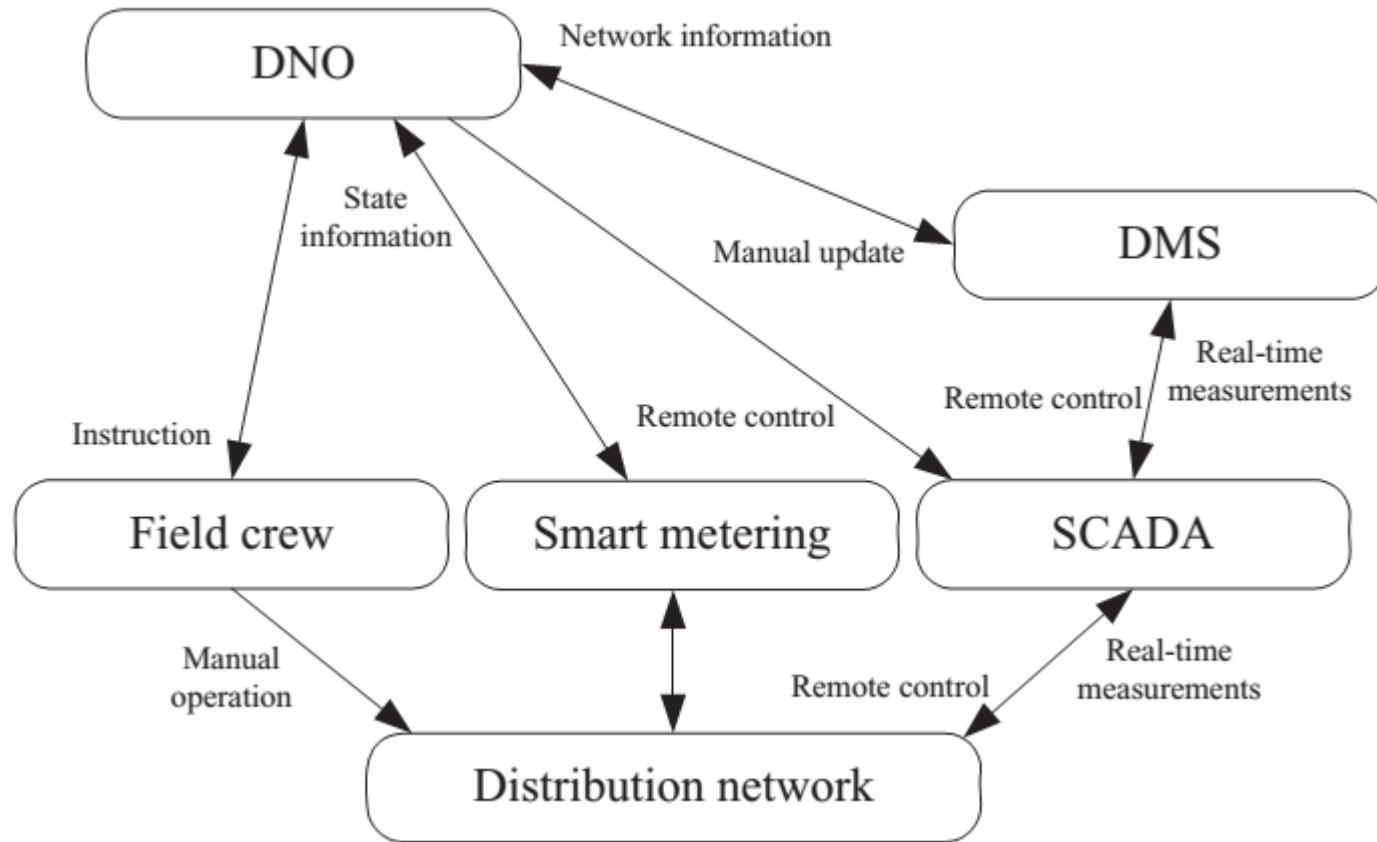 Network information
DNO
State
information
Manual update
DMS
Real-time
measurements
Remote control
Remote control
Instruction
Field crew
Smart metering
SCADA
Manual
operation
Real-time
measurements
Remote control
Distribution network